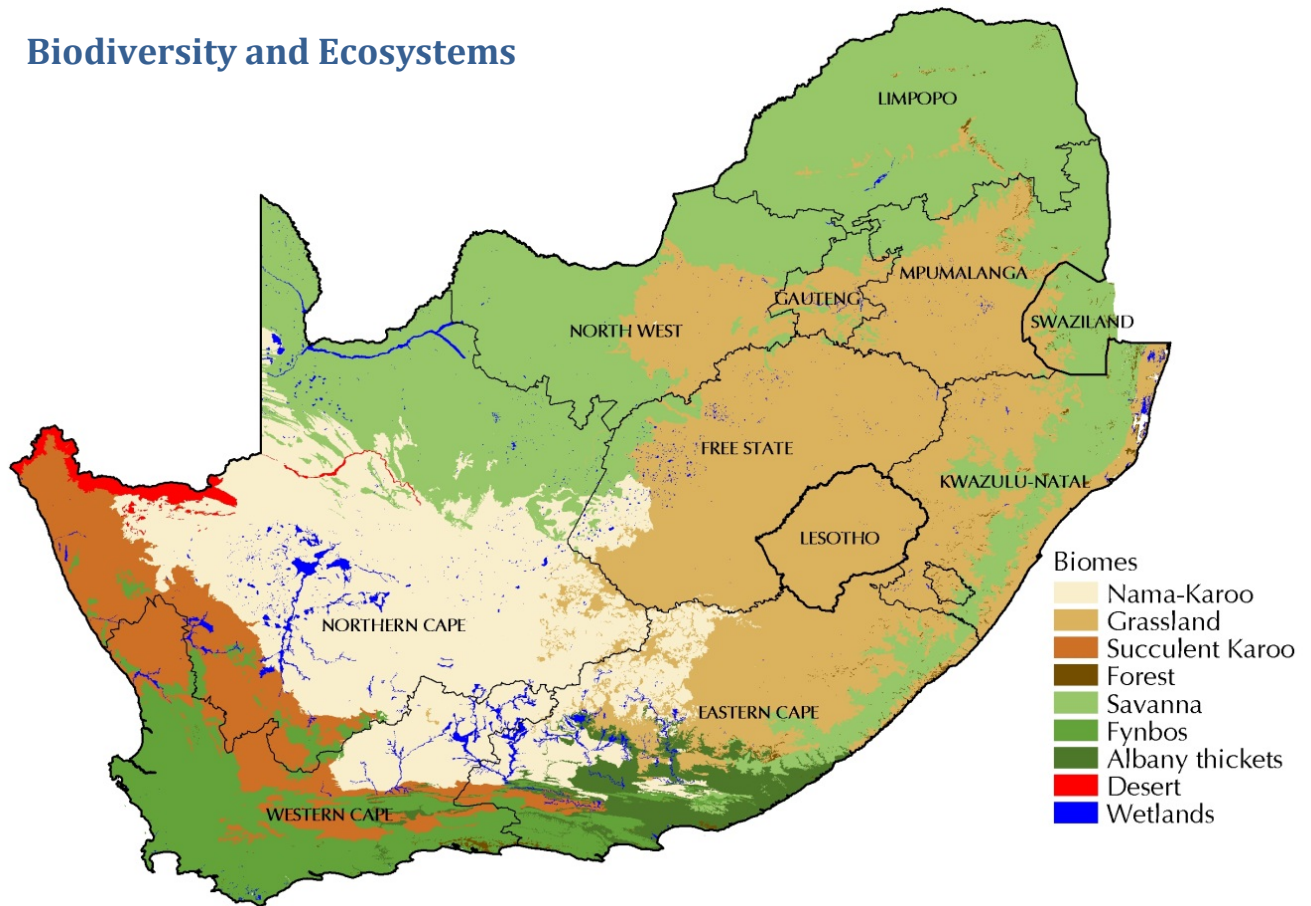 Biodiversity and Ecosystems
LIMPOPO
MPUMALANGA
GAUTENG
SWAZILAND
NORTH WEST
FREE STATE
KWAZULU-NATAL
LESOTHO
NORTHERN CAPE
EASTERN CAPE
WESTERN CAPE
Biomes
Nama-Karoo
Grassland
Succulent Karoo
Forest
Savanna
Fynbos
Albany thickets
Desert
Wetlands